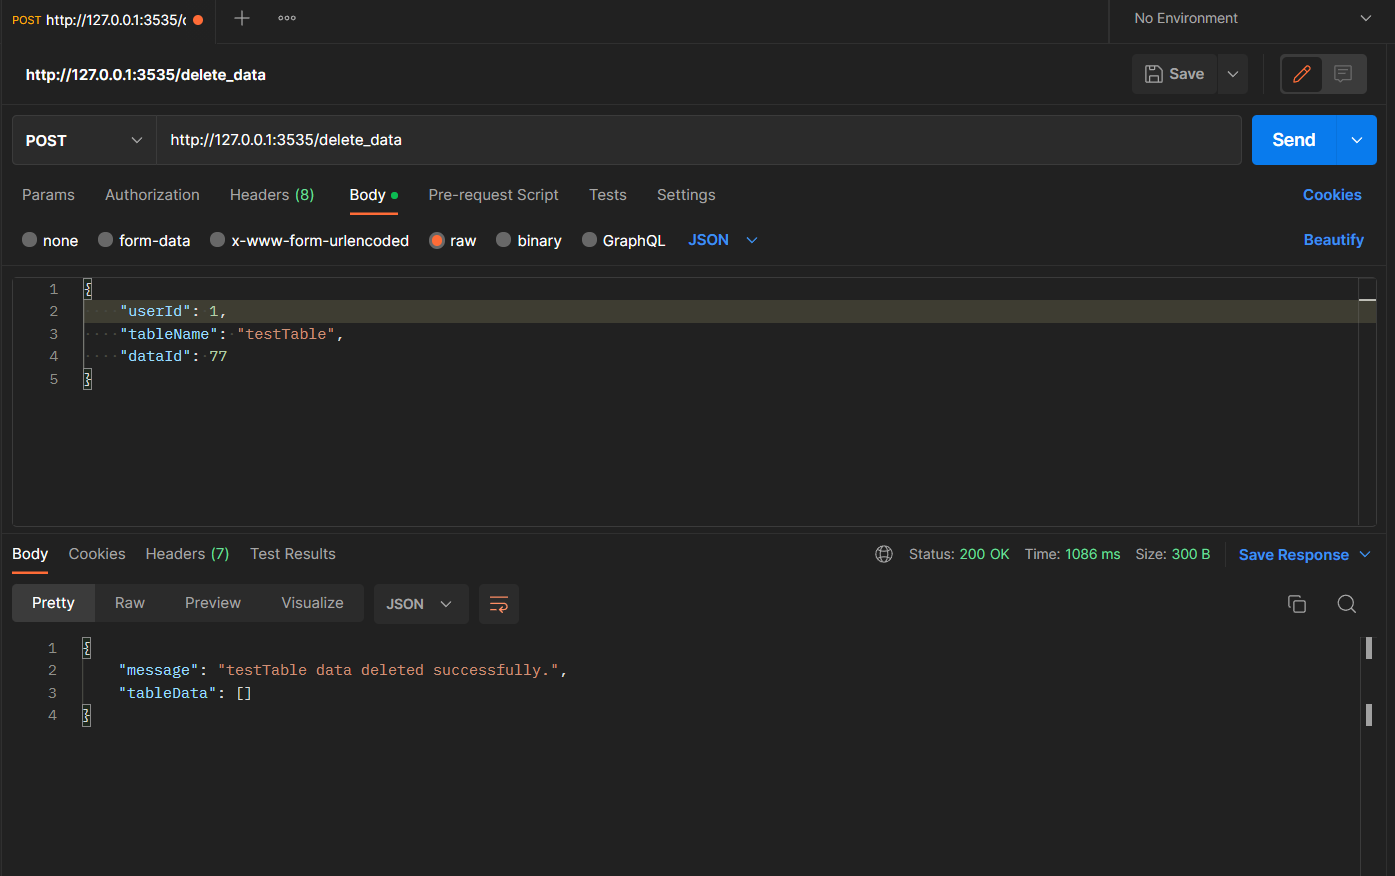 POST http://127.0.0.1:3535/c
No Environment
http://127.0.0.1:3535/delete_data
Save
POST http://127.0.0.1:3535/delete_data Send
Params Authorization Headers (8) Body Pre-request Script Tests Settings Cookies
none form-data x-www-form-urlencoded raw binary GraphQL JSON Beautify
1 {
2 "userId": 1,
3 "tableName": "testTable",
4 "dataId": 77
5 }
Body Cookies Headers (7) Test Results Status: 200 OK Time: 1086 ms Size: 300 B Save Response
Pretty Raw Preview Visualize JSON
1 {
2 "message": "testTable data deleted successfully.",
3 "tableData": []
4 }